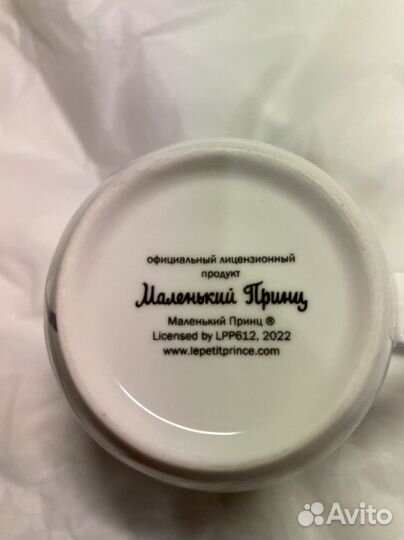 официальный лицензионный
продукт
Маленький Принц
Маленький Принц ®
Licensed by LPP612, 2022
www.lepetitprince.com
Avito